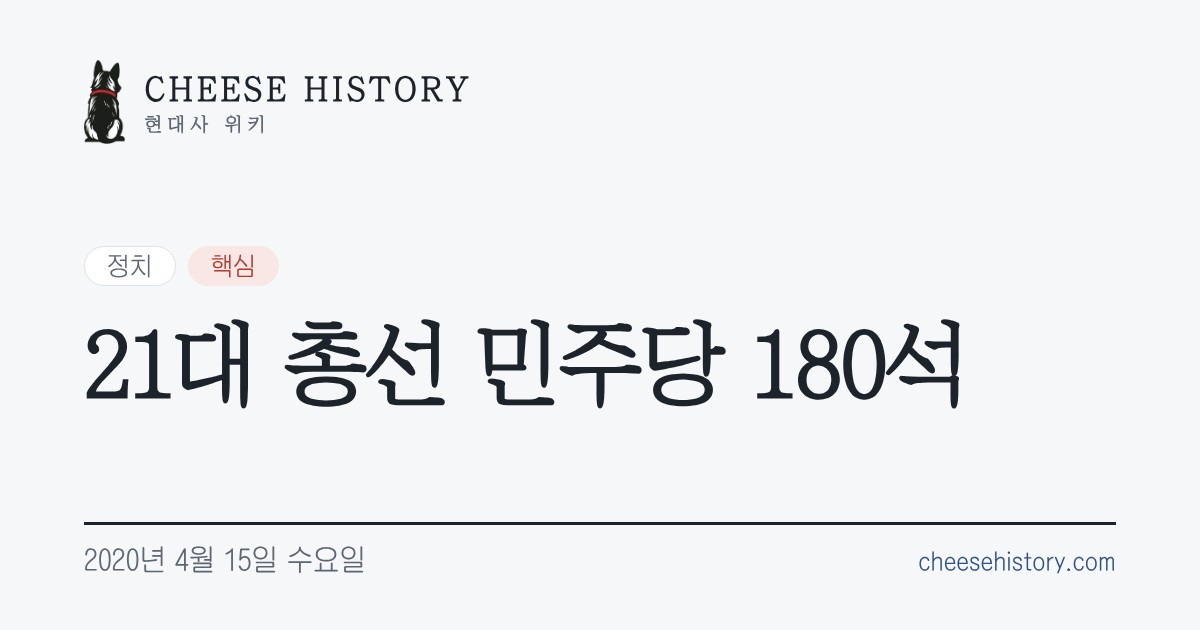 CHEESE HISTORY
현대사 위키
정치 핵심
21대 총선 민주당 180석
2020년 4월 15일 수요일
cheesehistory.com